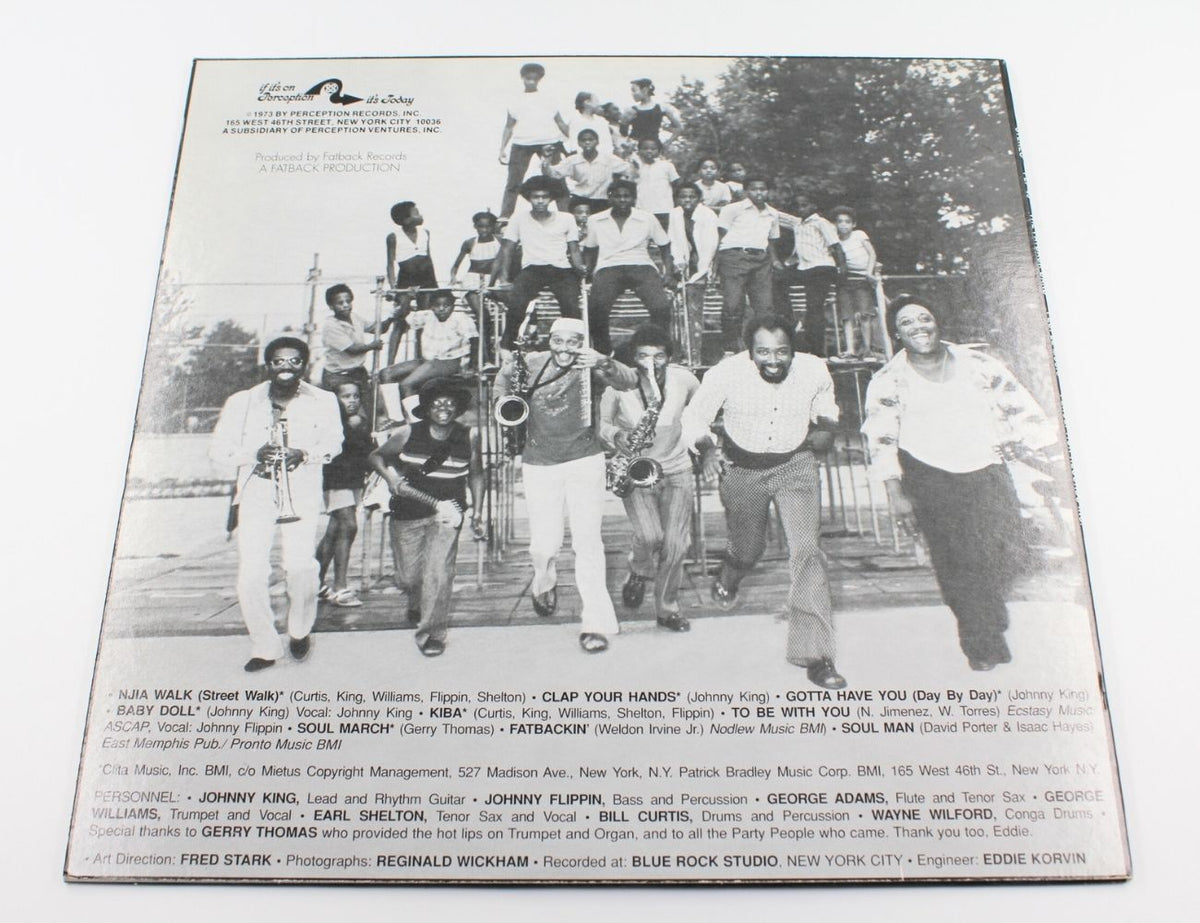 if it's on Perception it's Today
© 1973 BY PERCEPTION RECORDS, INC.
165 WEST 46TH STREET, NEW YORK CITY 10036
A SUBSIDIARY OF PERCEPTION VENTURES, INC.
Produced by Fatback Records
A FATBACK PRODUCTION
• NJIA WALK (Street Walk)* (Curtis, King, Williams, Flippin, Shelton) • CLAP YOUR HANDS* (Johnny King) • GOTTA HAVE YOU (Day By Day)* (Johnny King)
• BABY DOLL* (Johnny King) Vocal: Johnny King • KIBA* (Curtis, King, Williams, Shelton, Flippin) • TO BE WITH YOU (N. Jimenez, W. Torres) Ecstasy Music
ASCAP, Vocal: Johnny Flippin • SOUL MARCH* (Gerry Thomas) • FATBACKIN' (Weldon Irvine Jr.) Nodlew Music BMI) • SOUL MAN (David Porter & Isaac Hayes)
East Memphis Pub./ Pronto Music BMI
*Clita Music, Inc. BMI, c/o Mietus Copyright Management, 527 Madison Ave., New York, N.Y. Patrick Bradley Music Corp. BMI, 165 West 46th St., New York N.Y.
PERSONNEL: • JOHNNY KING, Lead and Rhythm Guitar • JOHNNY FLIPPIN, Bass and Percussion • GEORGE ADAMS, Flute and Tenor Sax • GEORGE
WILLIAMS, Trumpet and Vocal • EARL SHELTON, Tenor Sax and Vocal • BILL CURTIS, Drums and Percussion • WAYNE WILFORD, Conga Drums •
Special thanks to GERRY THOMAS who provided the hot lips on Trumpet and Organ, and to all the Party People who came. Thank you too, Eddie.
• Art Direction: FRED STARK • Photographs: REGINALD WICKHAM • Recorded at: BLUE ROCK STUDIO, NEW YORK CITY • Engineer: EDDIE KORVIN